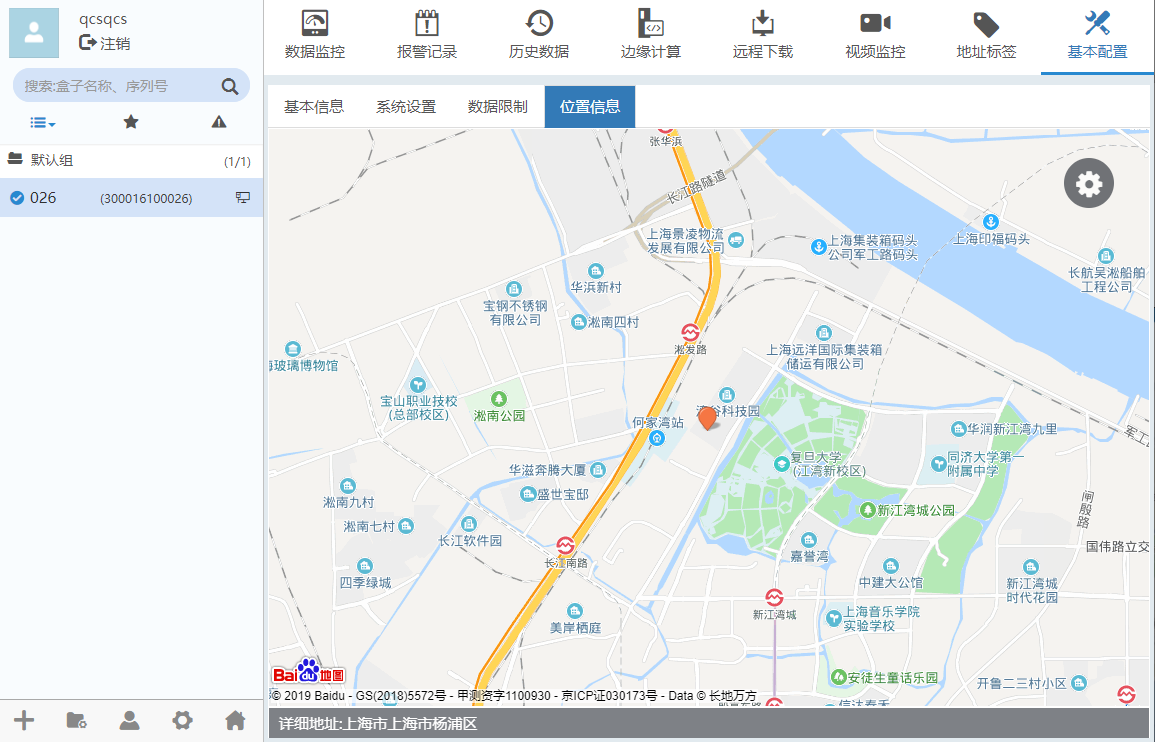 qcsqcs
注销
搜索:盒子名称、序列号
默认组 (1/1)
026 (300016100026)
数据监控 报警记录 历史数据 边缘计算 远程下载 视频监控 地址标签 基本配置
基本信息 系统设置 数据限制 位置信息
张华浜
长江路隧道
上海景凌物流
发展有限公司
上海集装箱码头
公司军工路码头
上海印福码头
长航吴淞船舶
工程公司
华浜新村
宝钢不锈钢
有限公司
淞南四村
淞发路
上海远洋国际集装箱
储运有限公司
玻璃博物馆
宝山职业技校
(总部校区)
淞南公园
谷科技园
何家湾站
华润新江湾九里
军工
复旦大学
(江湾新校区)
同济大学第一
附属中学
华滋奔腾大厦
盛世宝邸
淞南九村
淞南七村
长江软件园
新江湾城公园
闸殷路
国伟路立交
长江南路
嘉誉湾
四季绿城
中建大公馆
新江湾城
时代花园
美岸栖庭
新江湾城
上海音乐学院
实验学校
安徒生童话乐园
开鲁二三村小区
Bai du 地图
© 2019 Baidu - GS(2018)5572号 - 甲测资字1100930 - 京ICP证030173号 - Data © 长地万方
详细地址:上海市上海市杨浦区